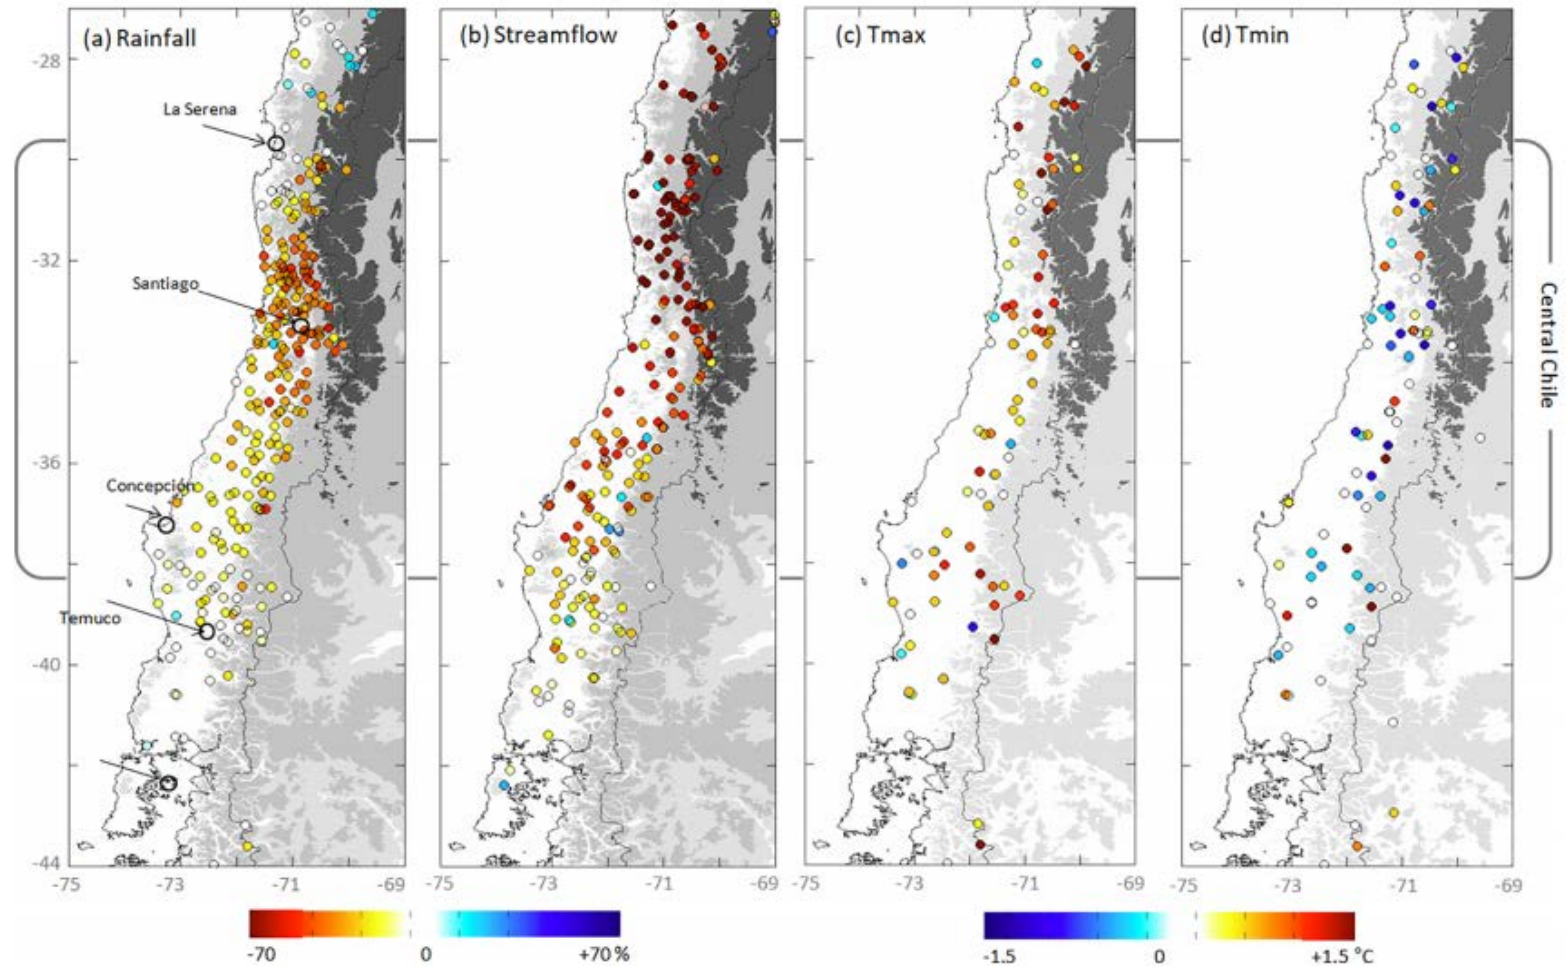 (a) Rainfall
(b) Streamflow
(c) Tmax
(d) Tmin
-28
La Serena
-32
Santiago
Central Chile
-36
Concepción
Temuco
-40
-44
-75 -73 -71 -69
-75 -73 -71 -69
-75 -73 -71 -69
-75 -73 -71 -69
-70 0 +70 %
-1.5 0 +1.5 °C